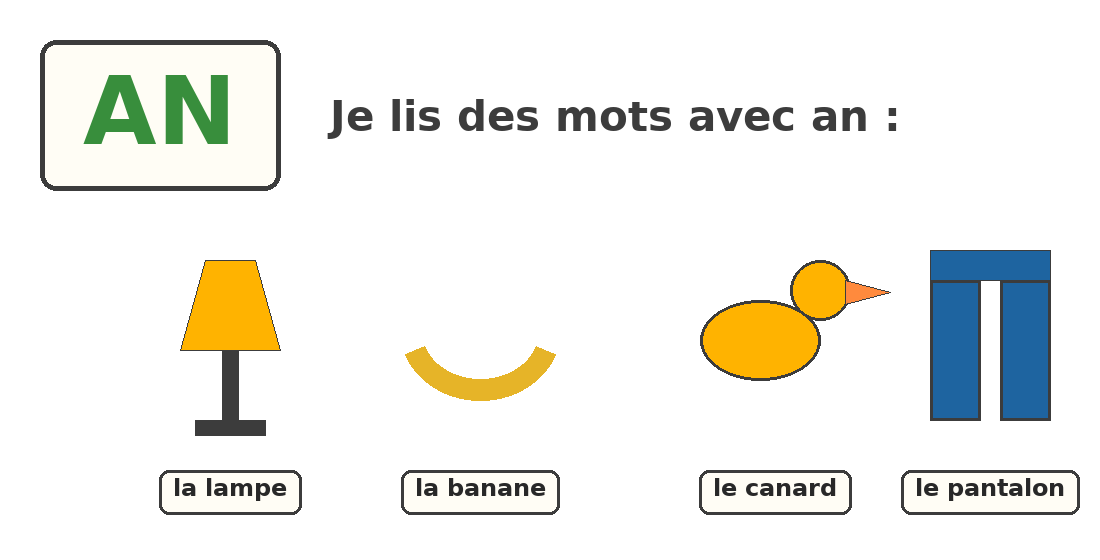 AN
Je lis des mots avec an :
la lampe
la banane
le canard
le pantalon